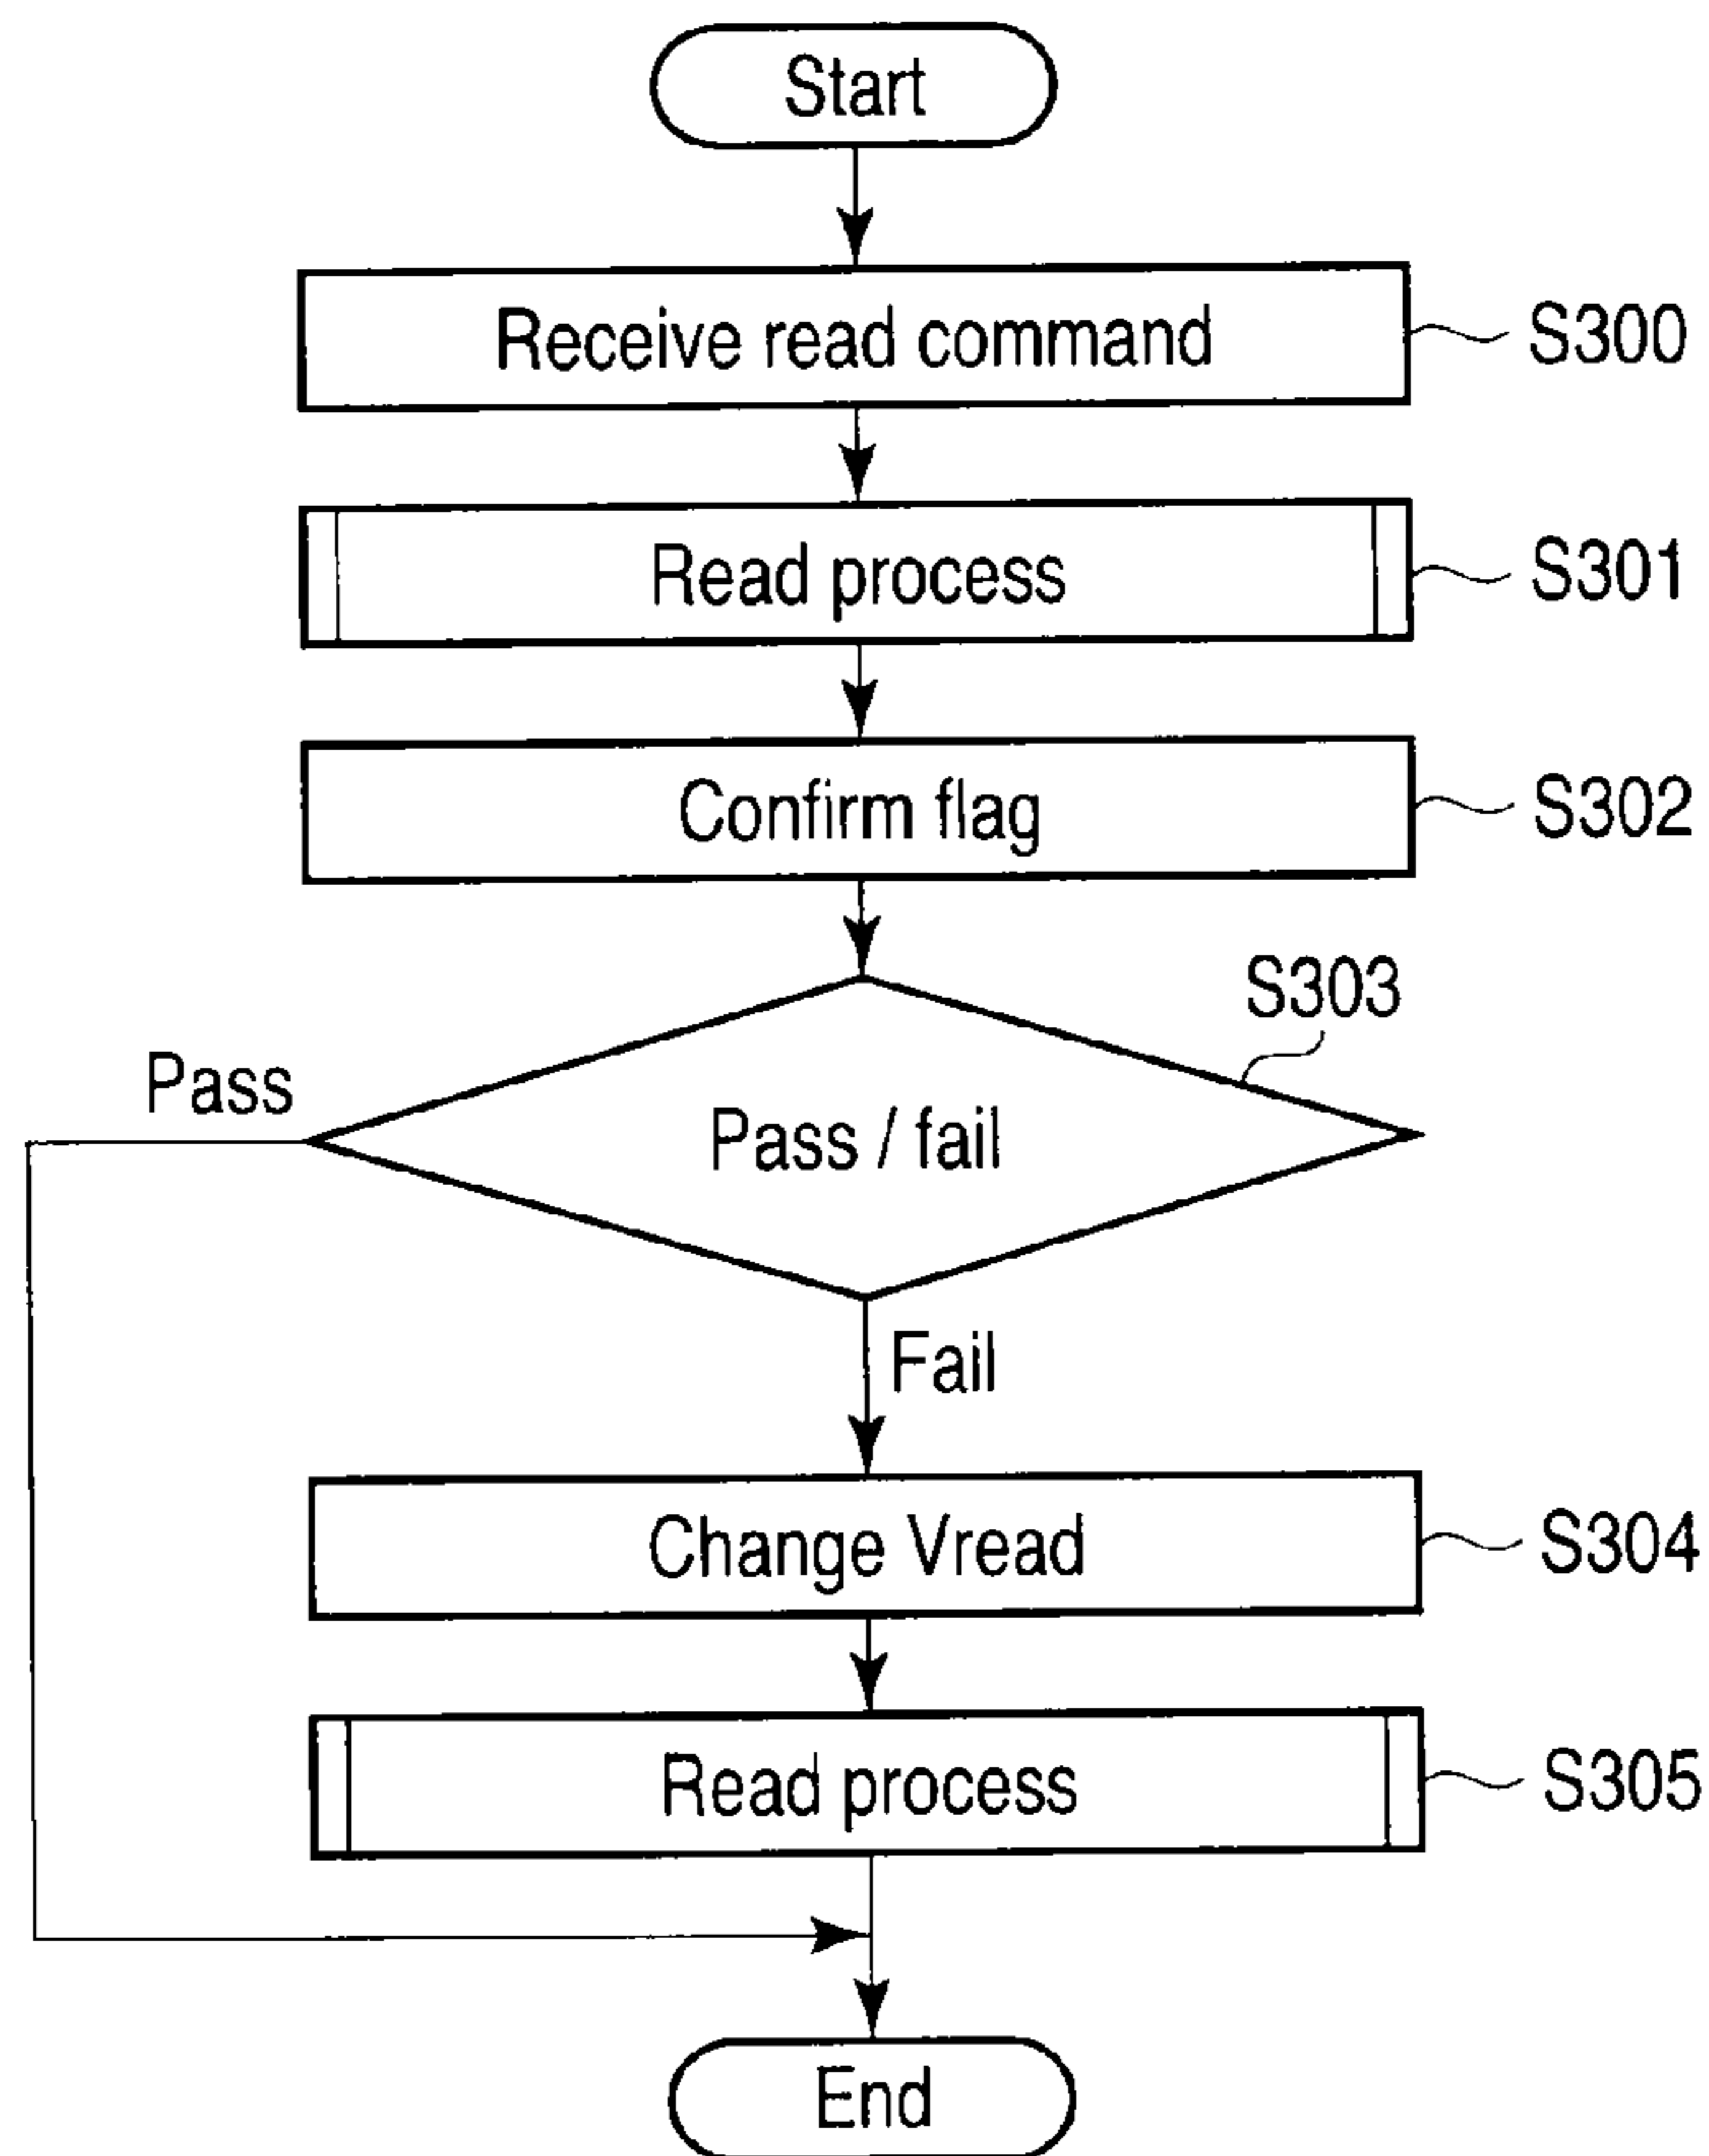 Start
Receive read command
S300
Read process
S301
Confirm flag
S302
S303
Pass
Pass / fail
Fail
Change Vread
S304
Read process
S305
End